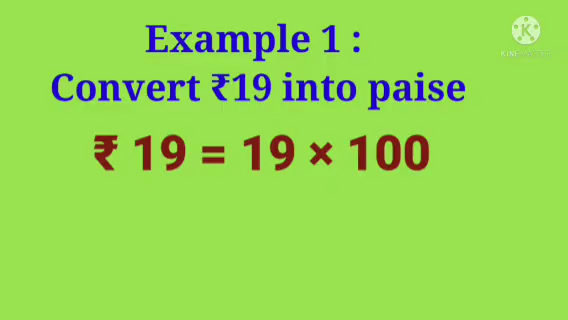 Example 1 :
Convert ₹19 into paise
₹ 19 = 19 × 100